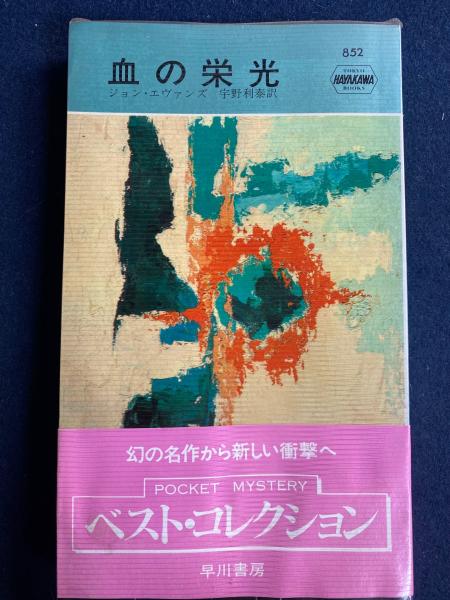 852
血の栄光
TOKYO
HAYAKAWA
BOOKS
ジョン・エヴァンズ 宇野利泰訳
幻の名作から新しい衝撃へ
POCKET MYSTERY
ベスト・コレクション
早川書房